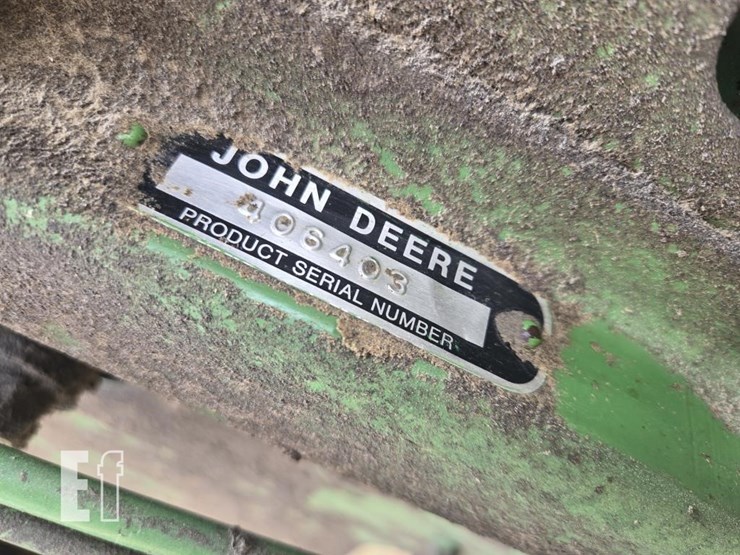 JOHN DEERE
406403
PRODUCT SERIAL NUMBER
Ef